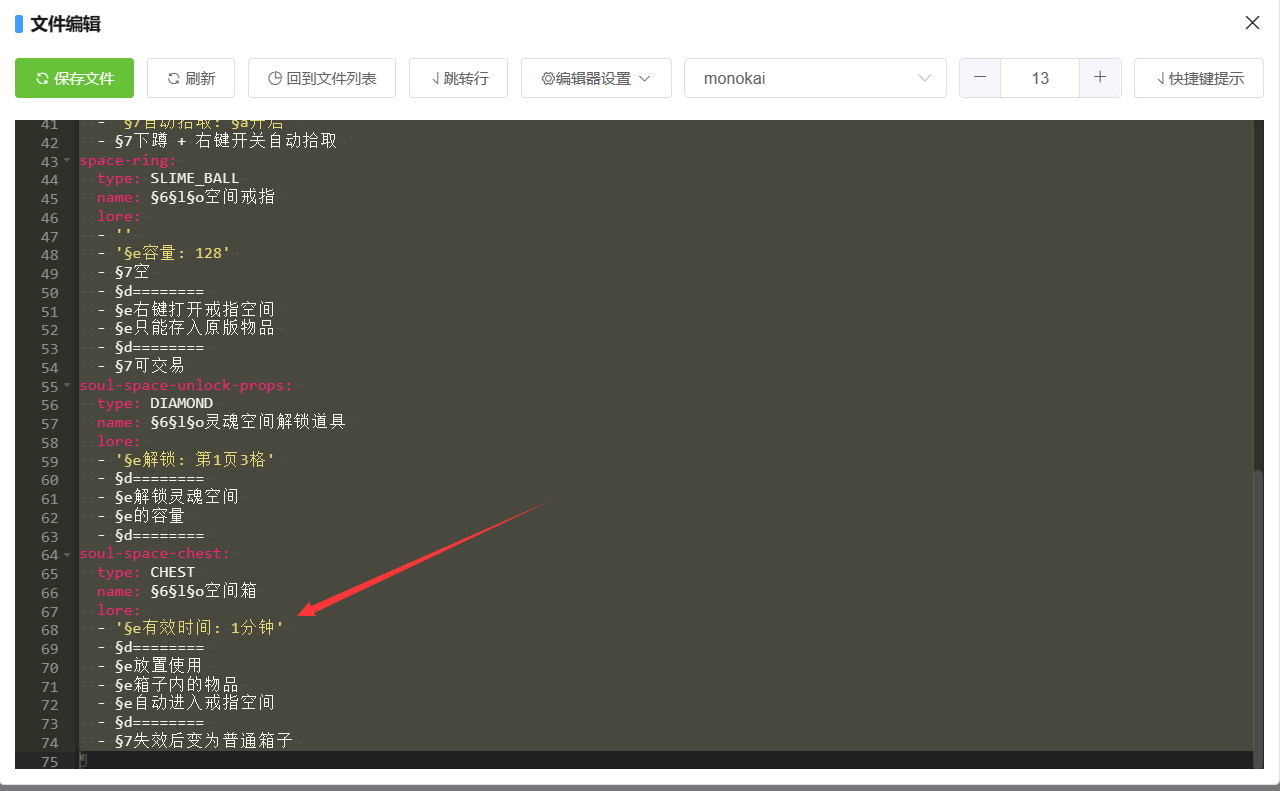 文件编辑
保存文件 刷新 回到文件列表 跳转行 编辑器设置 monokai 13 快捷键提示
41 - '§7自动拾取: §a开启'
42 - §7下蹲 + 右键开关自动拾取
43 space-ring:
44 type: SLIME_BALL
45 name: §6§l§o空间戒指
46 lore:
47 - ''
48 - '§e容量: 128'
49 - §7空
50 - §d========
51 - §e右键打开戒指空间
52 - §e只能存入原版物品
53 - §d========
54 - §7可交易
55 soul-space-unlock-props:
56 type: DIAMOND
57 name: §6§l§o灵魂空间解锁道具
58 lore:
59 - '§e解锁: 第1页3格'
60 - §d========
61 - §e解锁灵魂空间
62 - §e的容量
63 - §d========
64 soul-space-chest:
65 type: CHEST
66 name: §6§l§o空间箱
67 lore:
68 - '§e有效时间: 1分钟'
69 - §d========
70 - §e放置使用
71 - §e箱子内的物品
72 - §e自动进入戒指空间
73 - §d========
74 - §7失效后变为普通箱子
75